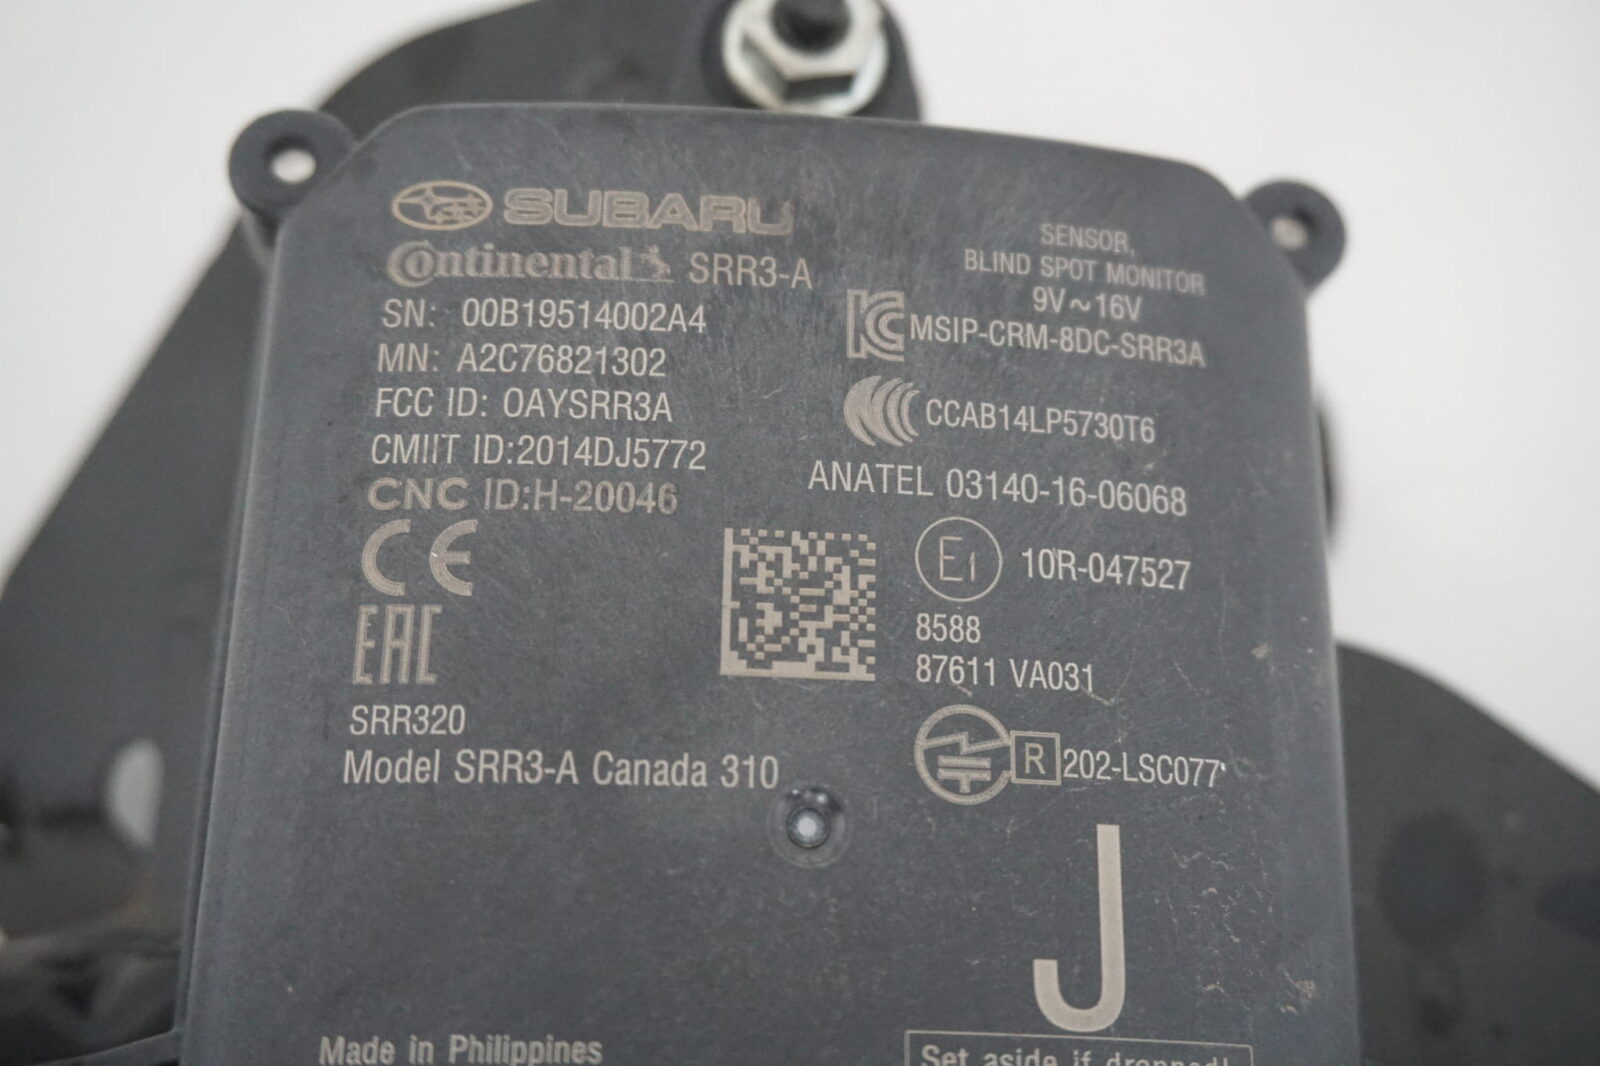 SUBARU
Continental SRR3-A
SN: 00B19514002A4
MN: A2C76821302
FCC ID: OAYSRR3A
CMIIT ID:2014DJ5772
CNC ID:H-20046
CE
EAC
SRR320
Model SRR3-A Canada 310
Made in Philippines
SENSOR,
BLIND SPOT MONITOR
9V~16V
KC MSIP-CRM-8DC-SRR3A
CCAB14LP5730T6
ANATEL 03140-16-06068
E1 10R-047527
8588
87611 VA031
R 202-LSC077
J
Set aside if dropped!